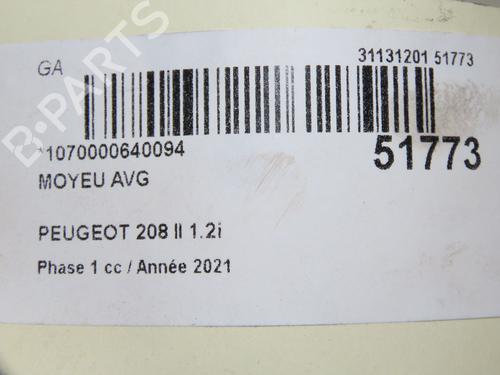 B-PARTS
GA
31131201 51773
*1070000640094
51773
MOYEU AVG
PEUGEOT 208 II 1.2i
Phase 1 cc / Année 2021